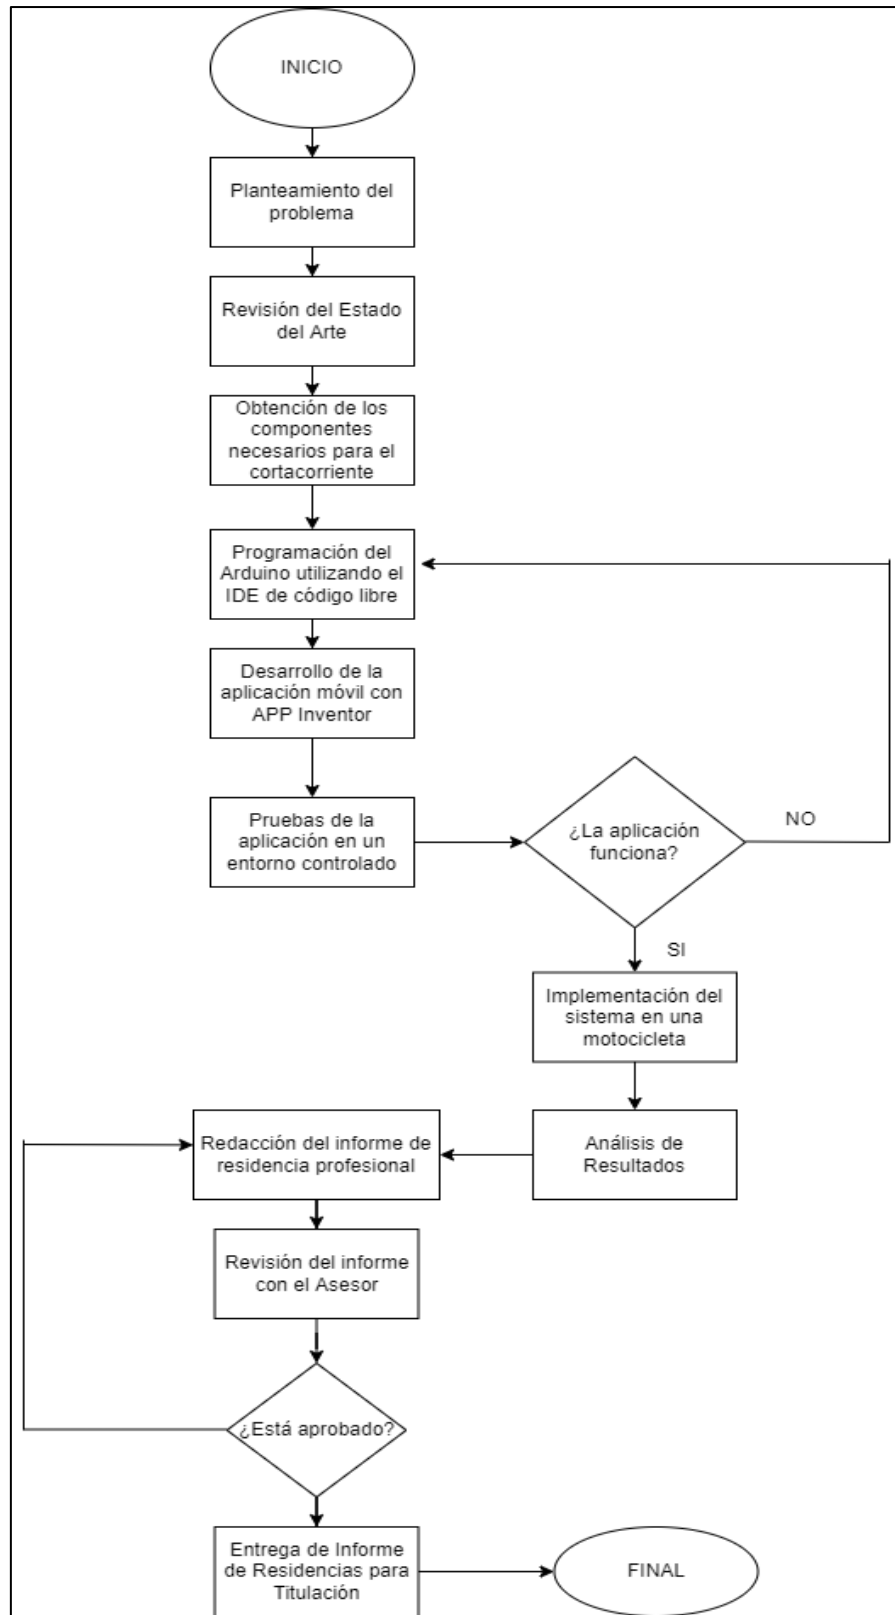 INICIO
Planteamiento del
problema
Revisión del Estado
del Arte
Obtención de los
componentes
necesarios para el
cortacorriente
Programación del
Arduino utilizando el
IDE de código libre
Desarrollo de la
aplicación móvil con
APP Inventor
Pruebas de la
aplicación en un
entorno controlado
¿La aplicación
funciona?
NO
SI
Implementación del
sistema en una
motocicleta
Análisis de
Resultados
Redacción del informe de
residencia profesional
Revisión del informe
con el Asesor
¿Está aprobado?
Entrega de Informe
de Residencias para
Titulación
FINAL